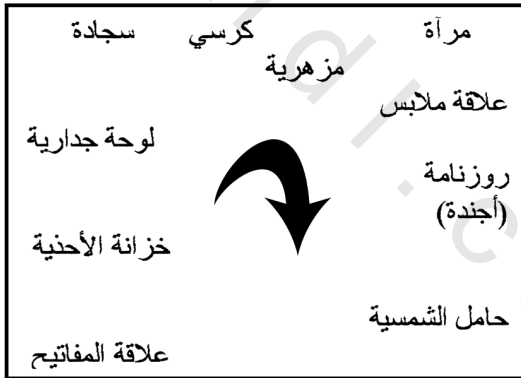 مرآة
كرسي
سجادة
مزهرية
علاقة ملابس
لوحة جدارية
روزنامة
(أجندة)
خزانة الأحذية
حامل الشمسية
علاقة المفاتيح